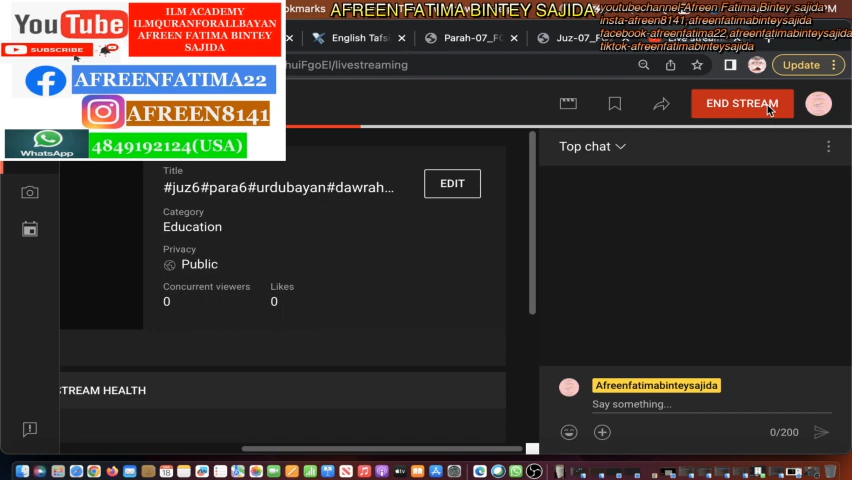 YouTube
SUBSCRIBE
ILM ACADEMY
ILMQURANFORALLBAYAN
AFREEN FATIMA BINTEY
SAJIDA
AFREENFATIMA22
AFREEN8141
WhatsApp
4849192124(USA)
AFREEN FATIMA BINTEY SAJIDA
youtubechannel-Afreen Fatima,Bintey sajida
insta-afreen8141,afreenfatimabinteysajida
facebook-afreenfatima22,afreenfatimabinteysajida
tiktok-afreenfatimabinteysajida
okmarks
English Tafsi
Parah-07_F
Juz-07_F
huiFgoEI/livestreaming
Update
END STREAM
Title
#juz6#para6#urdubayan#dawrah...
EDIT
Category
Education
Privacy
Public
Concurrent viewers
Likes
0
0
STREAM HEALTH
Top chat
Afreenfatimabinteysajida
Say something...
0/200